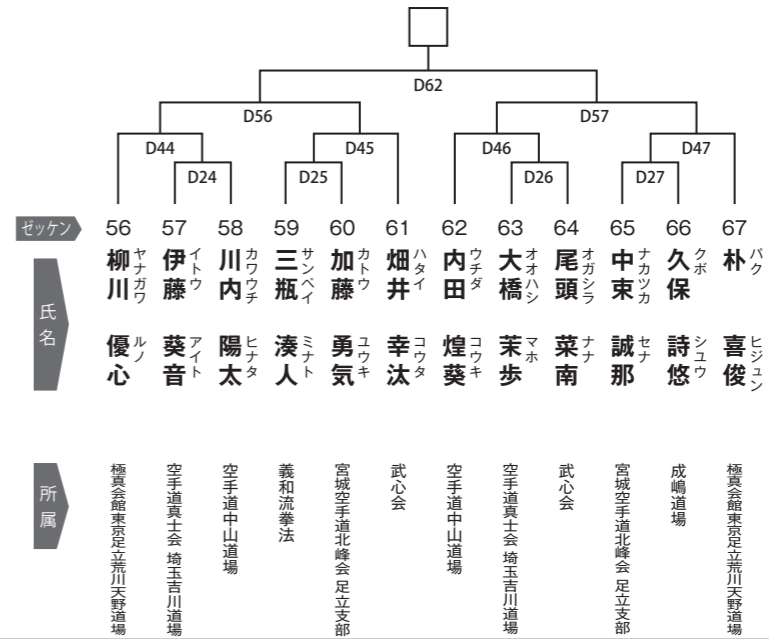 D62
D56
D57
D44
D45
D46
D47
D24
D25
D26
D27
ゼッケン
56
57
58
59
60
61
62
63
64
65
66
67
氏名
柳川 優心
ヤナガワ ルノ
伊藤 葵音
イトウ アイト
川内 陽太
カワウチ ヒナタ
三瓶 湊人
サンペイ ミナト
加藤 勇気
カトウ ユウキ
畑井 幸汰
ハタイ コウタ
内田 煌葵
ウチダ コウキ
大橋 茉歩
オオハシ マホ
尾頭 菜南
オガシラ ナナ
中束 誠那
ナカツカ セナ
久保 詩悠
クボ シユウ
朴 喜俊
パク ヒジュン
所属
極真会館東京足立荒川天野道場
空手道真士会 埼玉吉川道場
空手道中山道場
義和流拳法
宮城空手道北峰会 足立支部
武心会
空手道中山道場
空手道真士会 埼玉吉川道場
武心会
宮城空手道北峰会 足立支部
成嶋道場
極真会館東京足立荒川天野道場